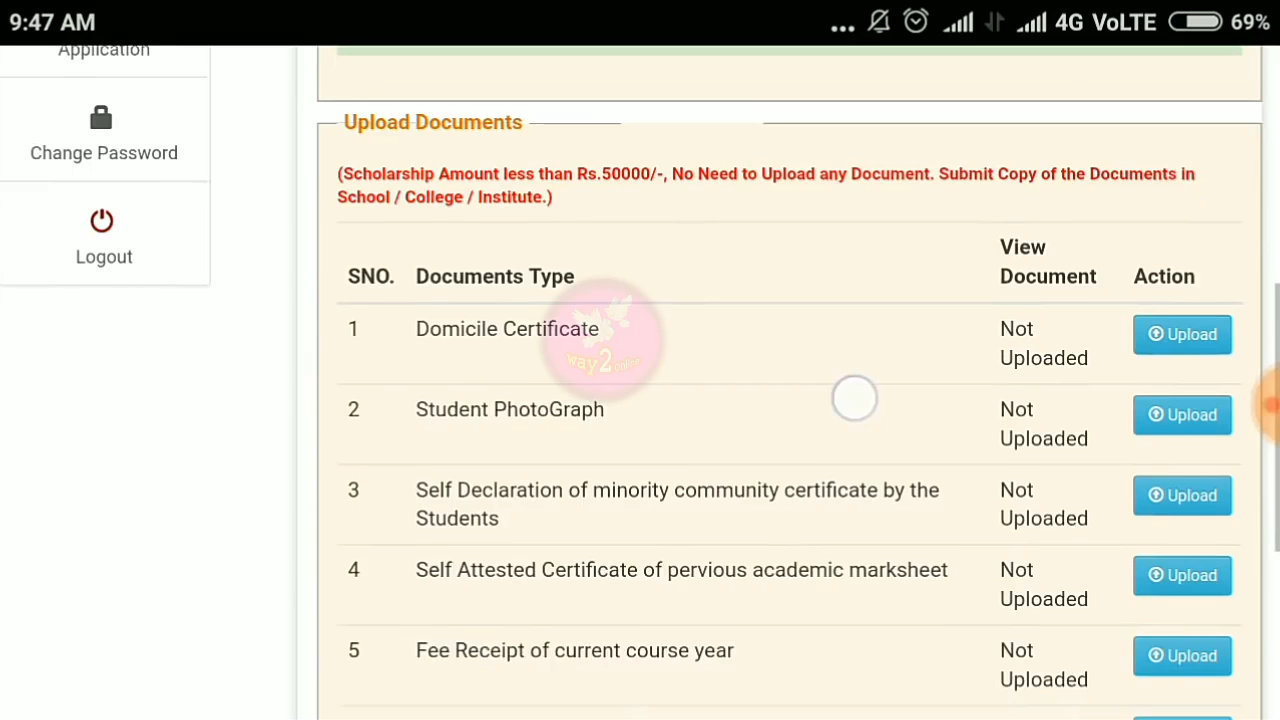 9:47 AM
4G VoLTE
69%
Application
Change Password
Logout
Upload Documents
(Scholarship Amount less than Rs.50000/-, No Need to Upload any Document. Submit Copy of the Documents in
School / College / Institute.)
SNO.
Documents Type
View
Document
Action
1
Domicile Certificate
Not
Uploaded
Upload
2
Student PhotoGraph
Not
Uploaded
Upload
3
Self Declaration of minority community certificate by the
Students
Not
Uploaded
Upload
4
Self Attested Certificate of pervious academic marksheet
Not
Uploaded
Upload
5
Fee Receipt of current course year
Not
Uploaded
Upload
way2 online